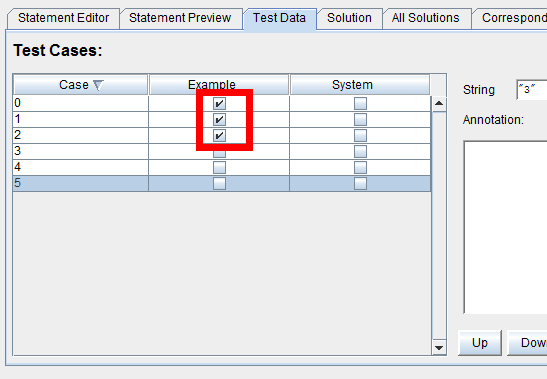 Statement Editor Statement Preview Test Data Solution All Solutions Correspond
Test Cases:
Case Example System
0
1
2
3
4
5
String "3"
Annotation:
Up Dow